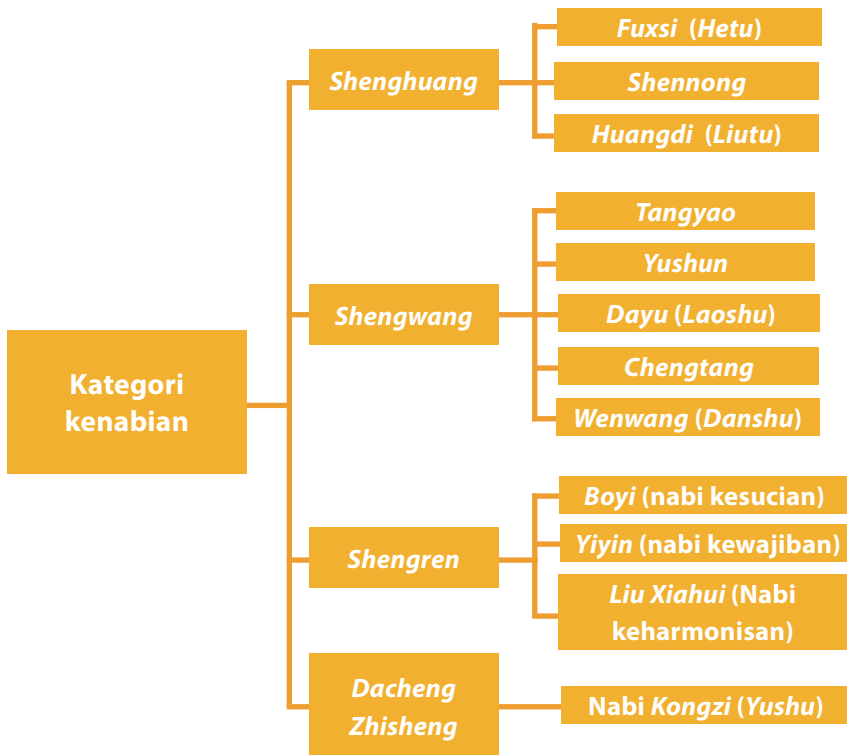 Kategori
kenabian
Shenghuang
Fuxsi (Hetu)
Shennong
Huangdi (Liutu)
Shengwang
Tangyao
Yushun
Dayu (Laoshu)
Chengtang
Wenwang (Danshu)
Shengren
Boyi (nabi kesucian)
Yiyin (nabi kewajiban)
Liu Xiahui (Nabi
keharmonisan)
Dacheng
Zhisheng
Nabi Kongzi (Yushu)